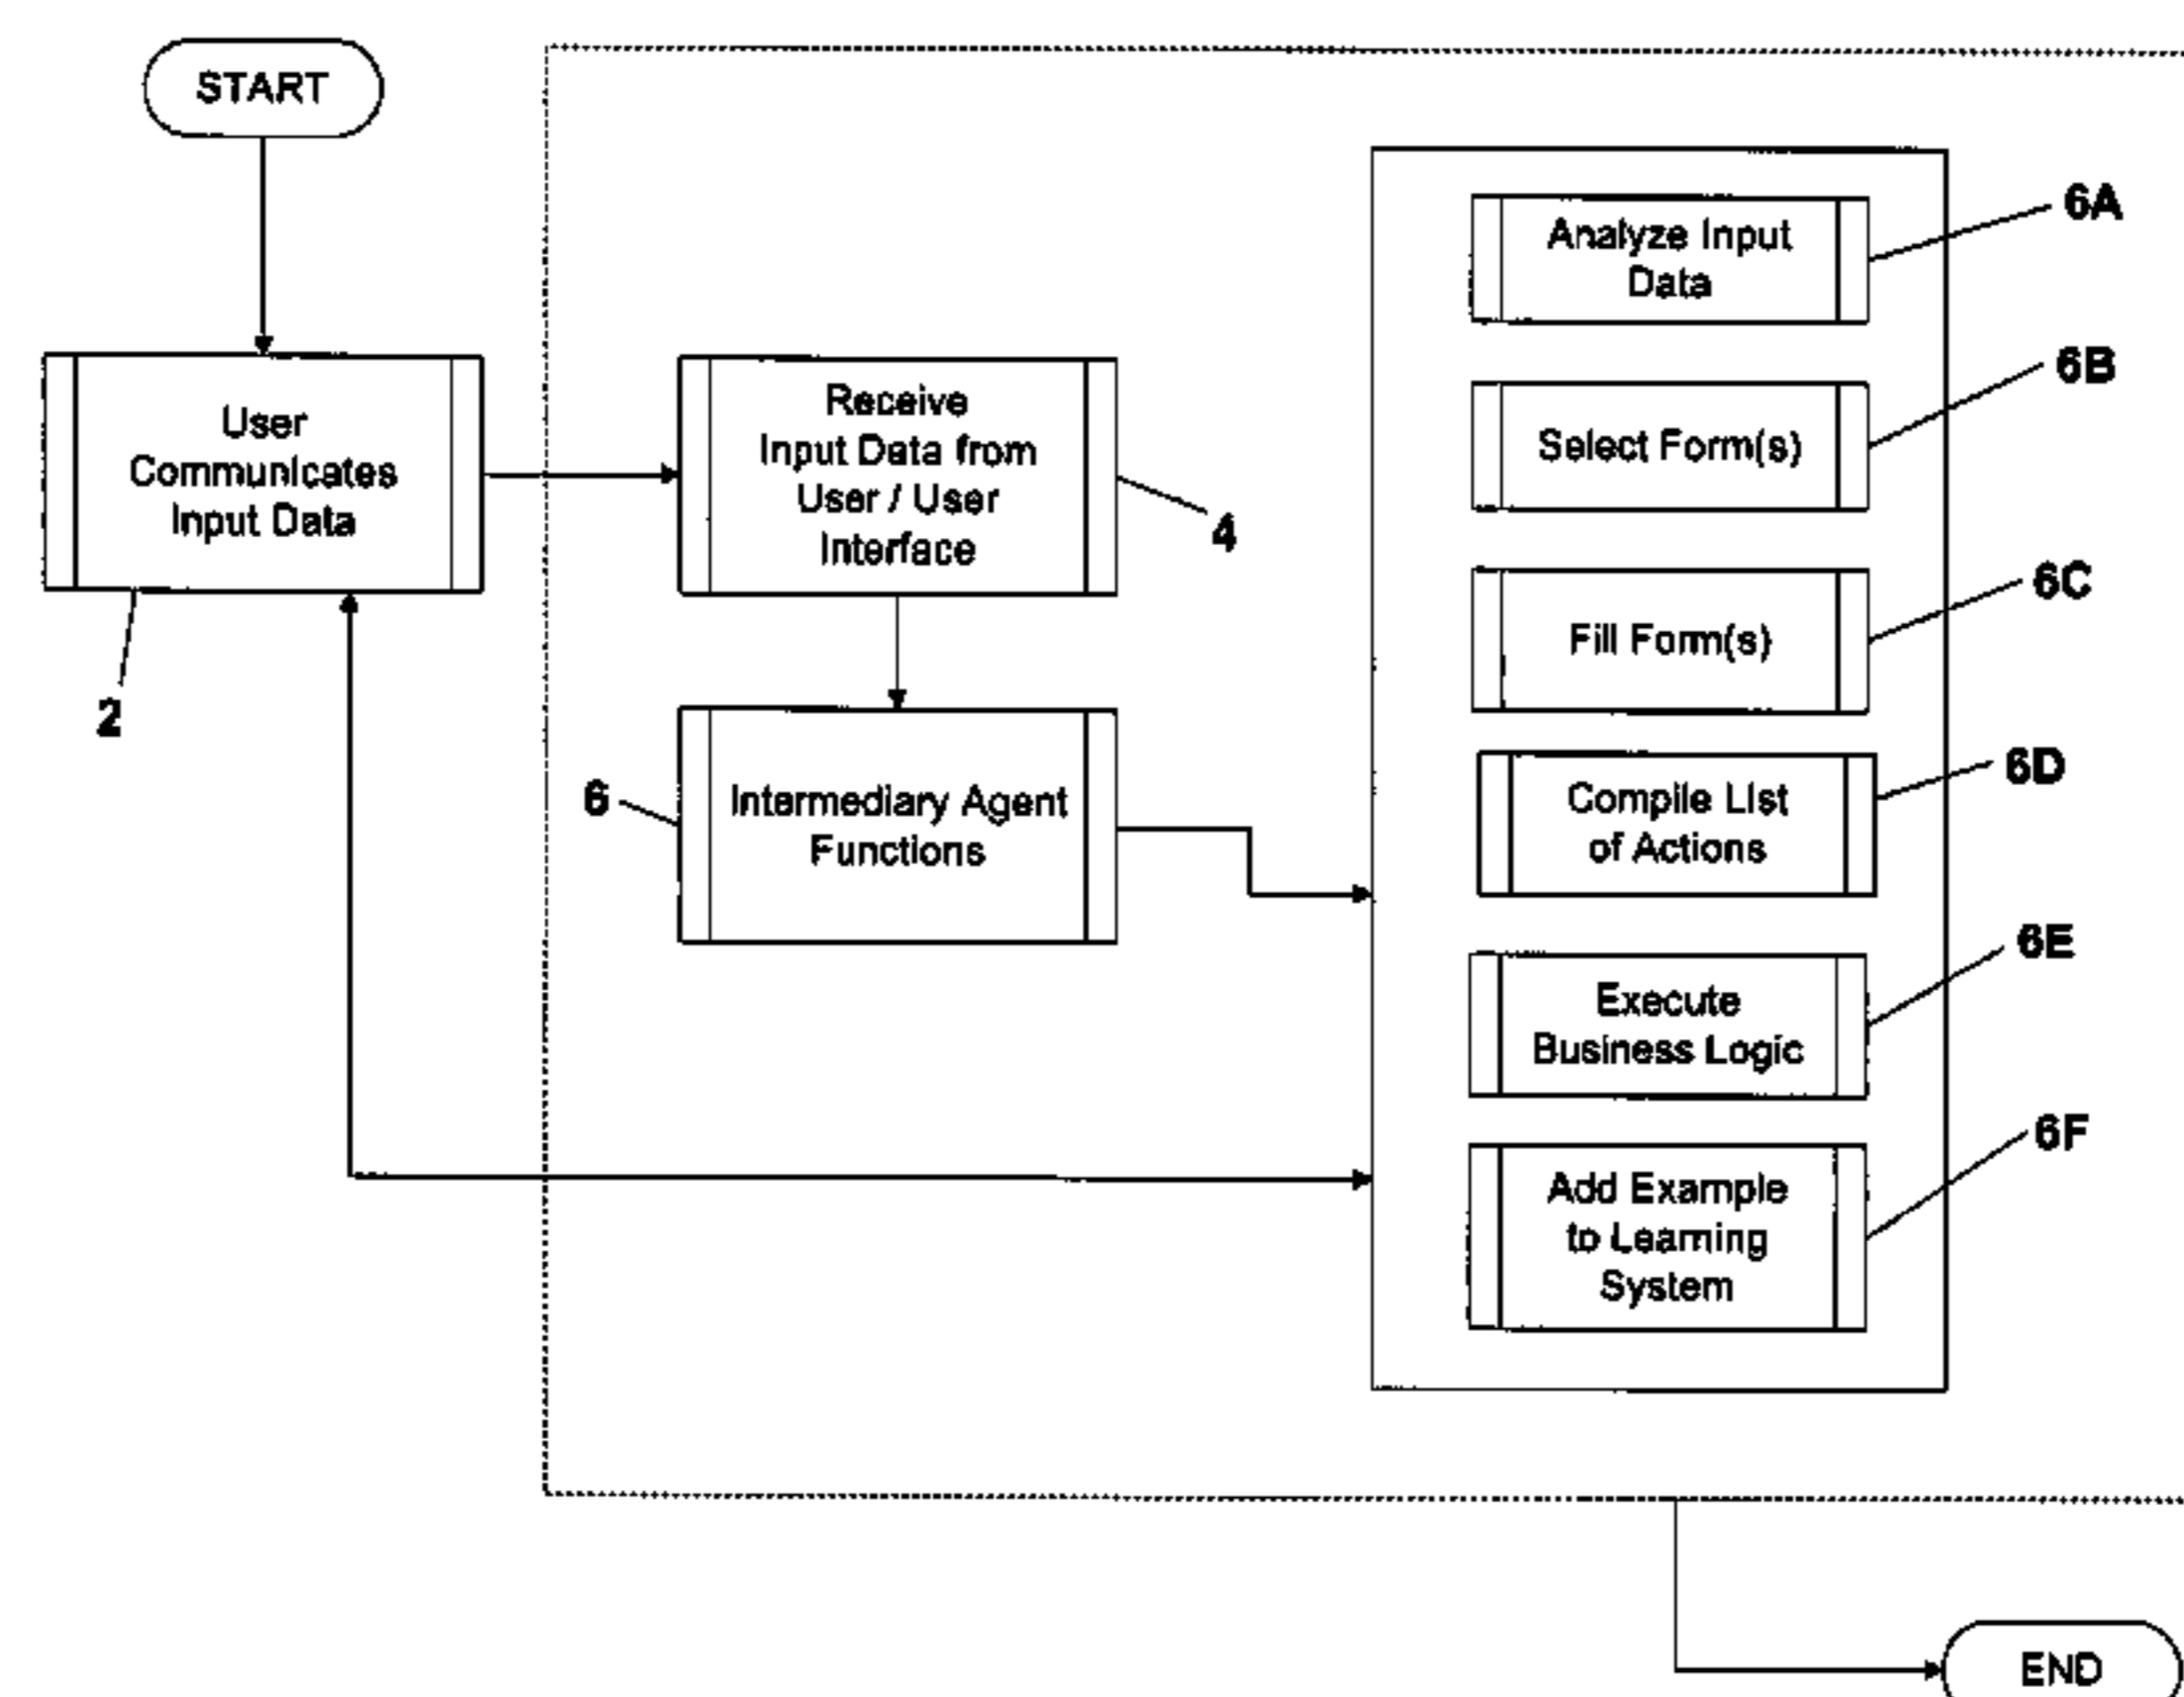 START
User
Communicates
Input Data
2
Receive
Input Data from
User / User
Interface
4
6
Intermediary Agent
Functions
Analyze Input
Data
6A
Select Form(s)
6B
Fill Form(s)
6C
Compile List
of Actions
6D
Execute
Business Logic
6E
Add Example
to Learning
System
6F
END